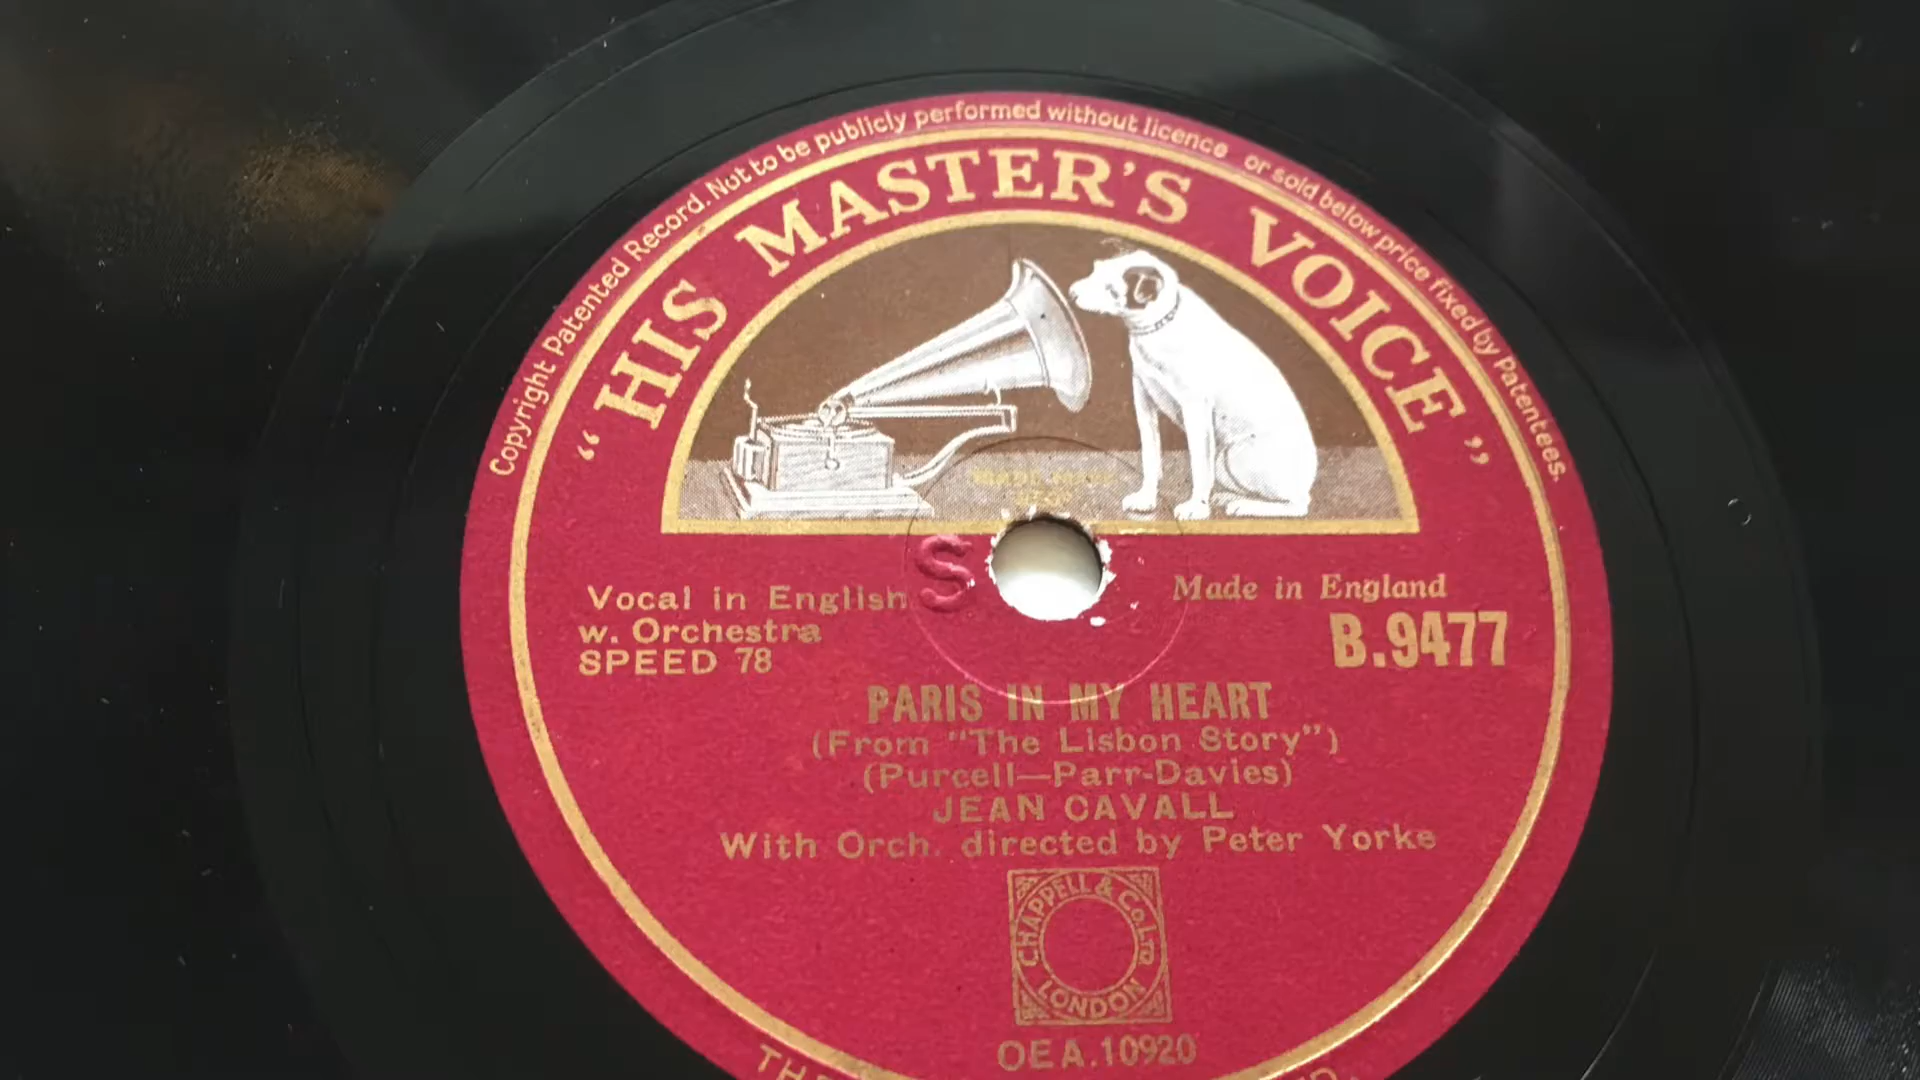 Copyright Patented Record. Not to be publicly performed without licence or sold below price fixed by Patentees.
"HIS MASTER'S VOICE"
S
Vocal in English
w. Orchestra
SPEED 78
Made in England
B.9477
PARIS IN MY HEART
(From "The Lisbon Story")
(Purcell—Parr-Davies)
JEAN CAVALL
With Orch. directed by Peter Yorke
CHAPPELL & Co. LTD
LONDON
OEA.10920